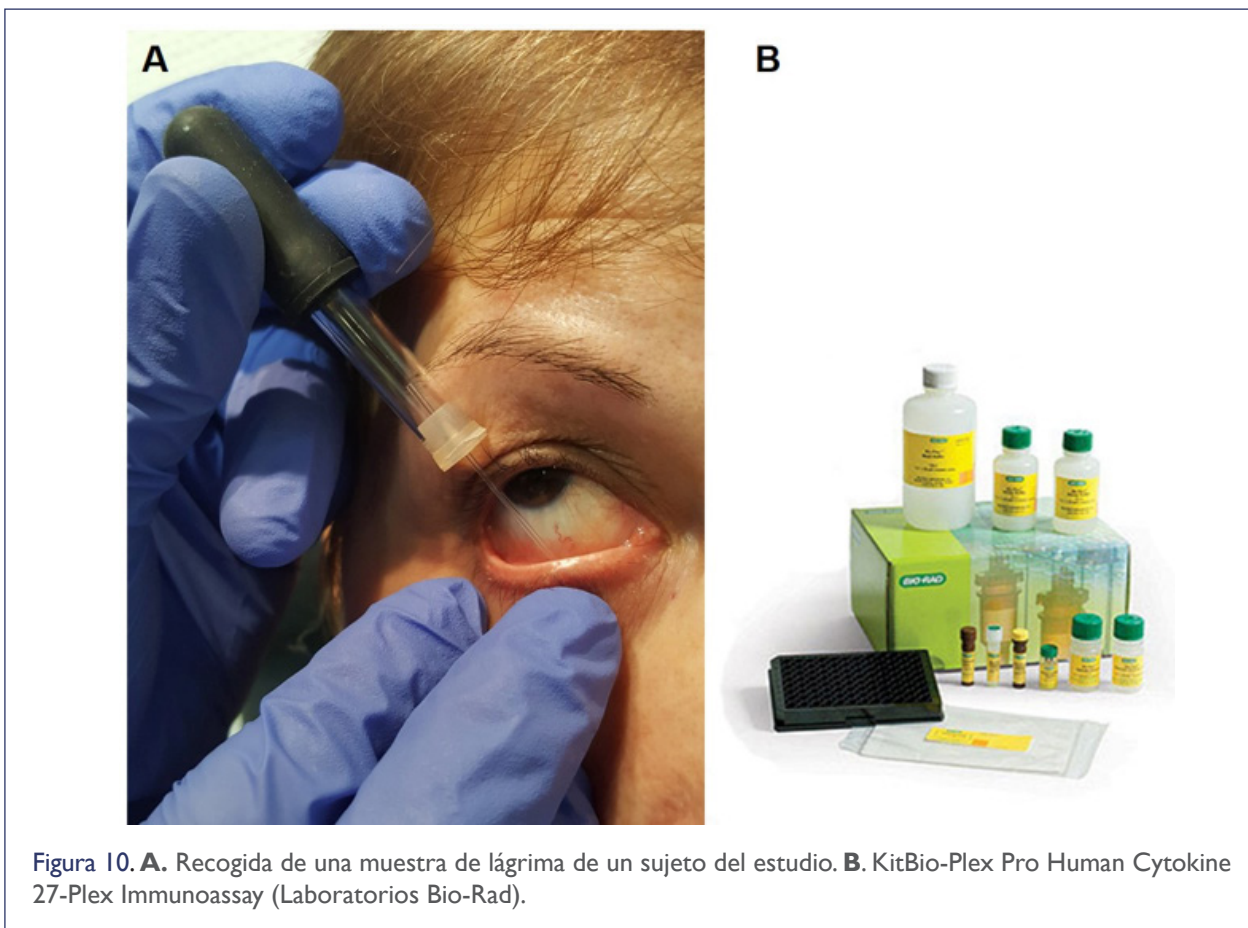 A
B
BIO-RAD
Figura 10. A. Recogida de una muestra de lágrima de un sujeto del estudio. B. KitBio-Plex Pro Human Cytokine
27-Plex Immunoassay (Laboratorios Bio-Rad).